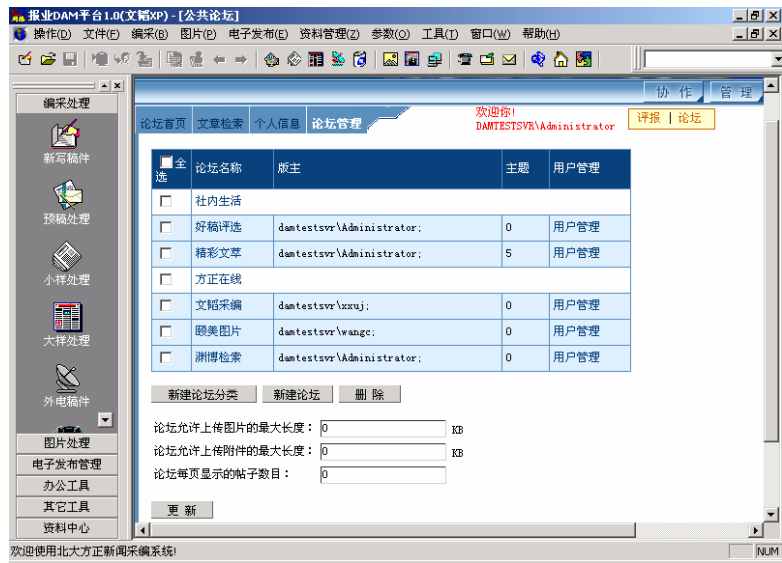 报业DAM平台1.0(文韬XP) - [公共论坛]
操作(D) 文件(F) 编采(B) 图片(P) 电子发布(E) 资料管理(Z) 参数(O) 工具(T) 窗口(W) 帮助(H)
协 作 管 理
编采处理
新写稿件
预稿处理
小样处理
大样处理
外电稿件
图片处理
电子发布管理
办公工具
其它工具
资料中心
论坛首页 文章检索 个人信息 论坛管理
欢迎你!
DAMTESTSVR\Administrator
评报 | 论坛
全选 论坛名称 版主 主题 用户管理
社内生活
好稿评选 damtestsvr\Administrator; 0 用户管理
精彩文萃 damtestsvr\Administrator; 5 用户管理
方正在线
文韬采编 damtestsvr\xxuj; 0 用户管理
颐美图片 damtestsvr\wangc; 0 用户管理
渊博检索 damtestsvr\Administrator; 0 用户管理
新建论坛分类 新建论坛 删 除
论坛允许上传图片的最大长度: 0 KB
论坛允许上传附件的最大长度: 0 KB
论坛每页显示的帖子数目: 0
更 新
欢迎使用北大方正新闻采编系统! NUM